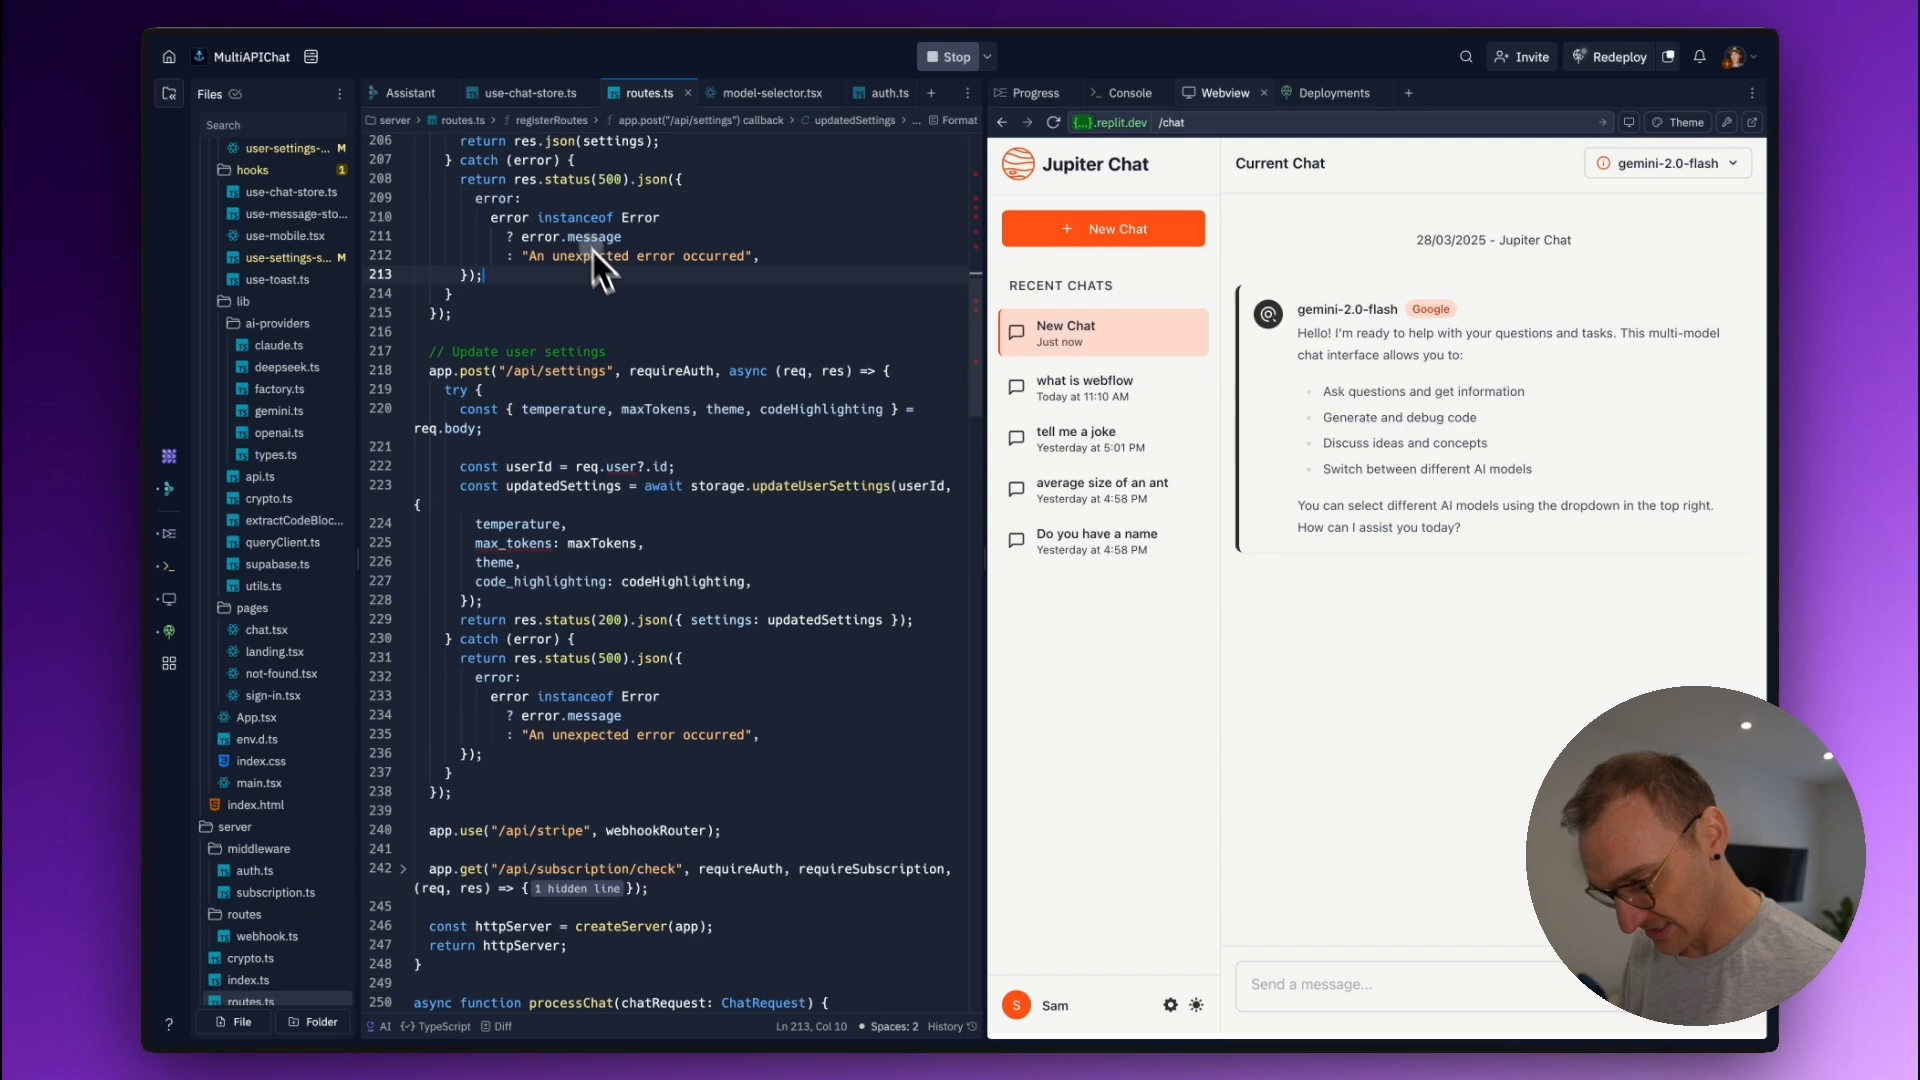 MultiAPIChat
Stop
Invite
Redeploy
Files
Search
user-settings-... M
hooks 1
use-chat-store.ts
use-message-sto...
use-mobile.tsx
use-settings-s... M
use-toast.ts
lib
ai-providers
claude.ts
deepseek.ts
factory.ts
gemini.ts
openai.ts
types.ts
api.ts
crypto.ts
extractCodeBloc...
queryClient.ts
supabase.ts
utils.ts
pages
chat.tsx
landing.tsx
not-found.tsx
sign-in.tsx
App.tsx
env.d.ts
index.css
main.tsx
index.html
server
middleware
auth.ts
subscription.ts
routes
webhook.ts
crypto.ts
index.ts
routes.ts
File
Folder
Assistant
use-chat-store.ts
routes.ts
model-selector.tsx
auth.ts
server > routes.ts > registerRoutes > app.post("/api/settings") callback > updatedSettings > ... Format
206 return res.json(settings);
207 } catch (error) {
208 return res.status(500).json({
209 error:
210 error instanceof Error
211 ? error.message
212 : "An unexpected error occurred",
213 });
214 }
215 });
216
217 // Update user settings
218 app.post("/api/settings", requireAuth, async (req, res) => {
219 try {
220 const { temperature, maxTokens, theme, codeHighlighting } =
req.body;
221
222 const userId = req.user?.id;
223 const updatedSettings = await storage.updateUserSettings(userId,
{
224 temperature,
225 max_tokens: maxTokens,
226 theme,
227 code_highlighting: codeHighlighting,
228 });
229 return res.status(200).json({ settings: updatedSettings });
230 } catch (error) {
231 return res.status(500).json({
232 error:
233 error instanceof Error
234 ? error.message
235 : "An unexpected error occurred",
236 });
237 }
238 });
239
240 app.use("/api/stripe", webhookRouter);
241
242 app.get("/api/subscription/check", requireAuth, requireSubscription,
(req, res) => { 1 hidden line });
245
246 const httpServer = createServer(app);
247 return httpServer;
248 }
249
250 async function processChat(chatRequest: ChatRequest) {
AI
TypeScript
Diff
Ln 213, Col 10
Spaces: 2
History
Progress
Console
Webview
Deployments
{...}.replit.dev /chat
Theme
Jupiter Chat
New Chat
RECENT CHATS
New Chat
Just now
what is webflow
Today at 11:10 AM
tell me a joke
Yesterday at 5:01 PM
average size of an ant
Yesterday at 4:58 PM
Do you have a name
Yesterday at 4:58 PM
S
Sam
Current Chat
gemini-2.0-flash
28/03/2025 - Jupiter Chat
gemini-2.0-flash Google
Hello! I'm ready to help with your questions and tasks. This multi-model
chat interface allows you to:
Ask questions and get information
Generate and debug code
Discuss ideas and concepts
Switch between different AI models
You can select different AI models using the dropdown in the top right.
How can I assist you today?
Send a message...